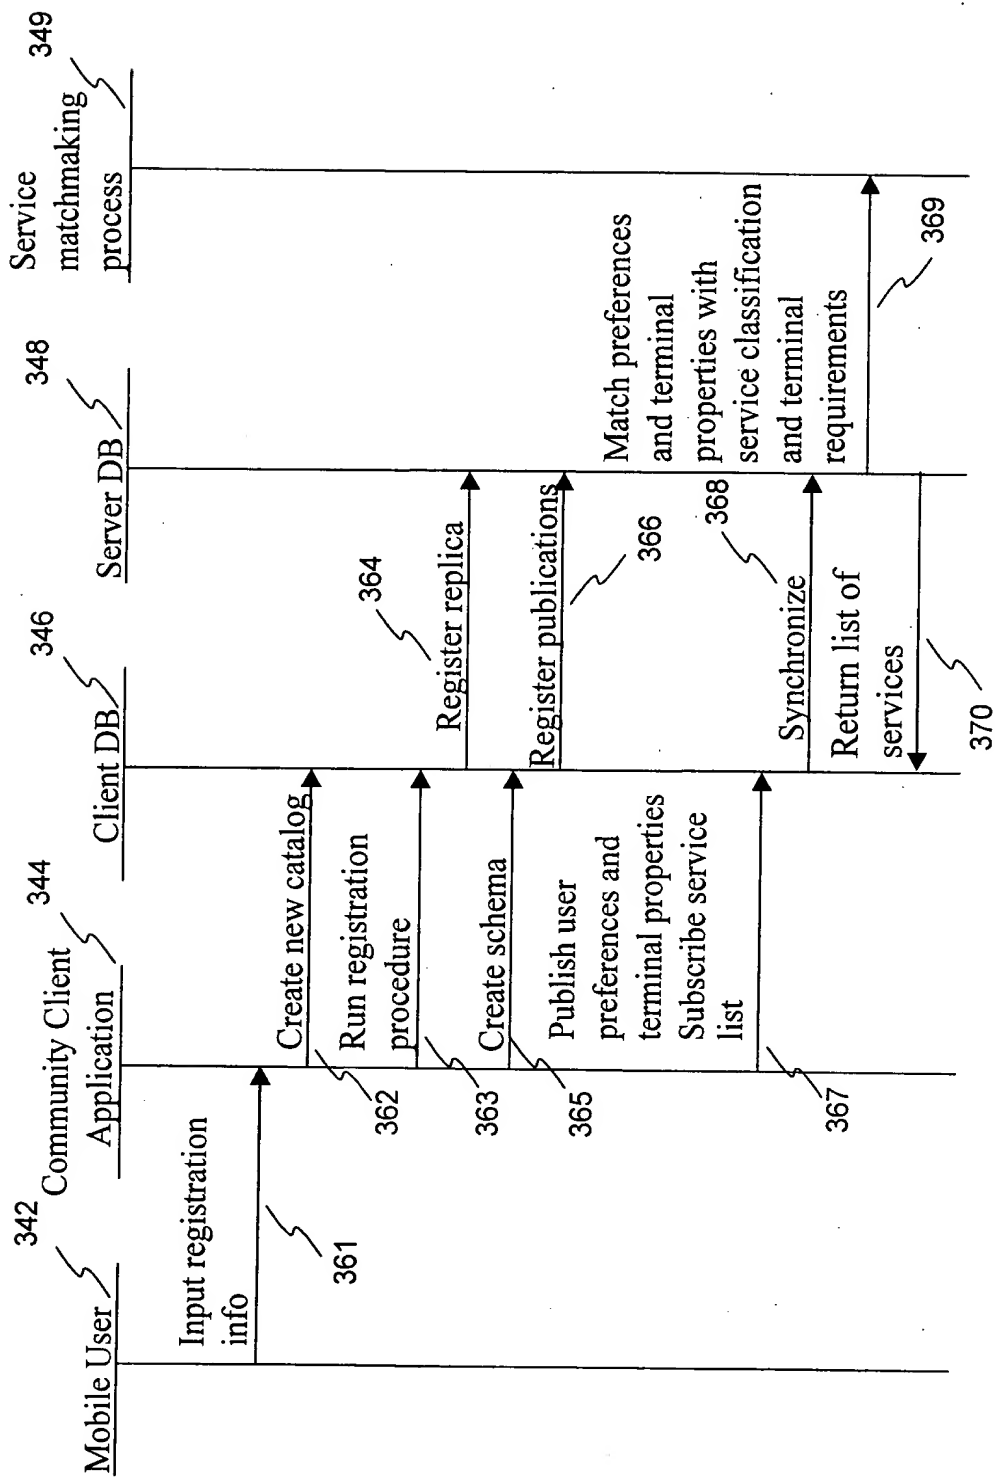 Mobile User
342
Community Client
Application
344
Client DB
346
Server DB
348
Service
matchmaking
process
349
Input registration
info
361
Create new catalog
362
Run registration
procedure
363
Register replica
364
Create schema
365
Register publications
366
Publish user
preferences and
terminal properties
Subscribe service
list
367
Synchronize
368
Match preferences
and terminal
properties with
service classification
and terminal
requirements
369
Return list of
services
370